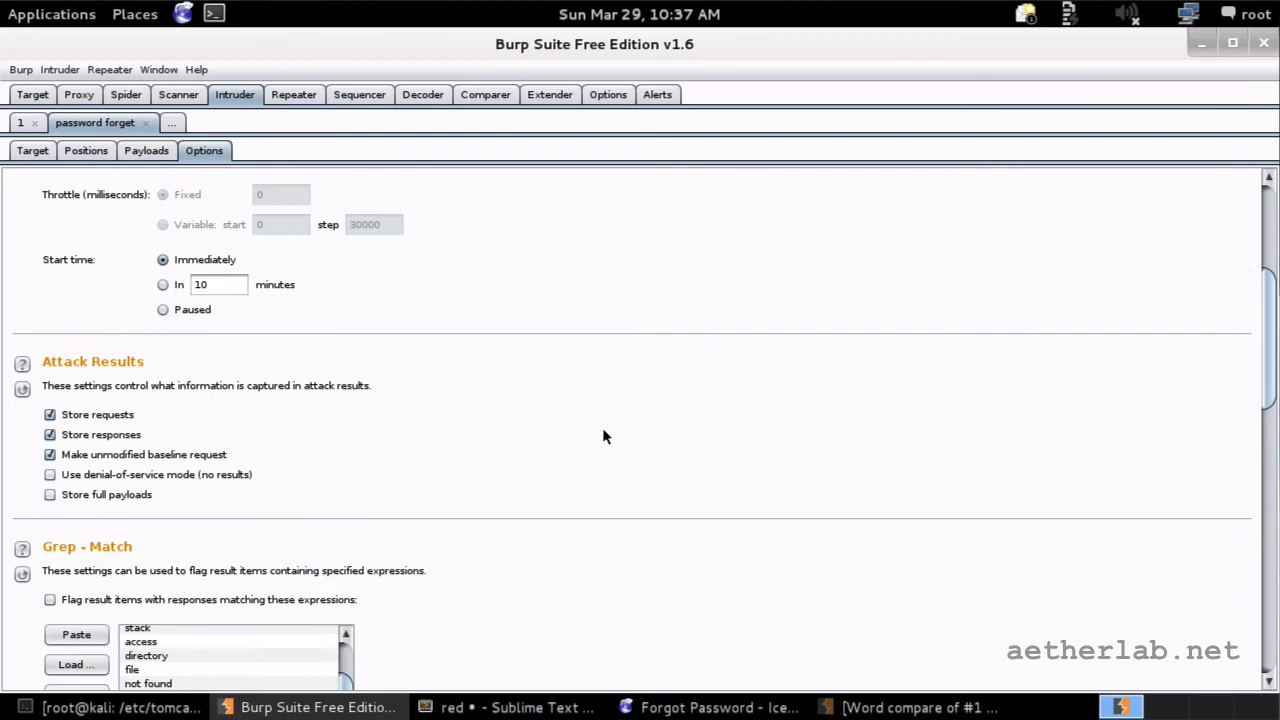 Applications Places Sun Mar 29, 10:37 AM root
Burp Suite Free Edition v1.6
Burp Intruder Repeater Window Help
Target Proxy Spider Scanner Intruder Repeater Sequencer Decoder Comparer Extender Options Alerts
1 × password forget × ...
Target Positions Payloads Options
Throttle (milliseconds): Fixed 0
Variable: start 0 step 30000
Start time: Immediately
In 10 minutes
Paused
? Attack Results
These settings control what information is captured in attack results.
Store requests
Store responses
Make unmodified baseline request
Use denial-of-service mode (no results)
Store full payloads
? Grep - Match
These settings can be used to flag result items containing specified expressions.
Flag result items with responses matching these expressions:
stack
Paste
access
directory
Load ...
file
not found
aetherlab.net
[root@kali: /etc/tomca... Burp Suite Free Editio... red • - Sublime Text ... Forgot Password - Ice... [Word compare of #1 ...